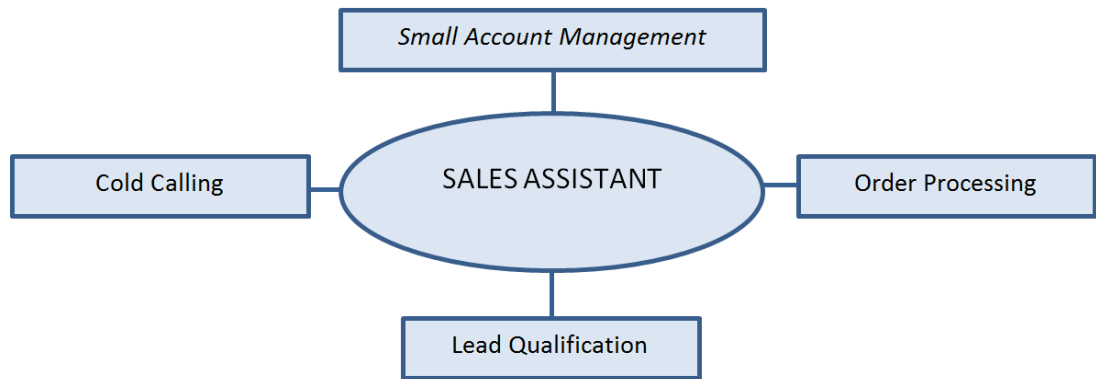 Small Account Management
Cold Calling
SALES ASSISTANT
Order Processing
Lead Qualification